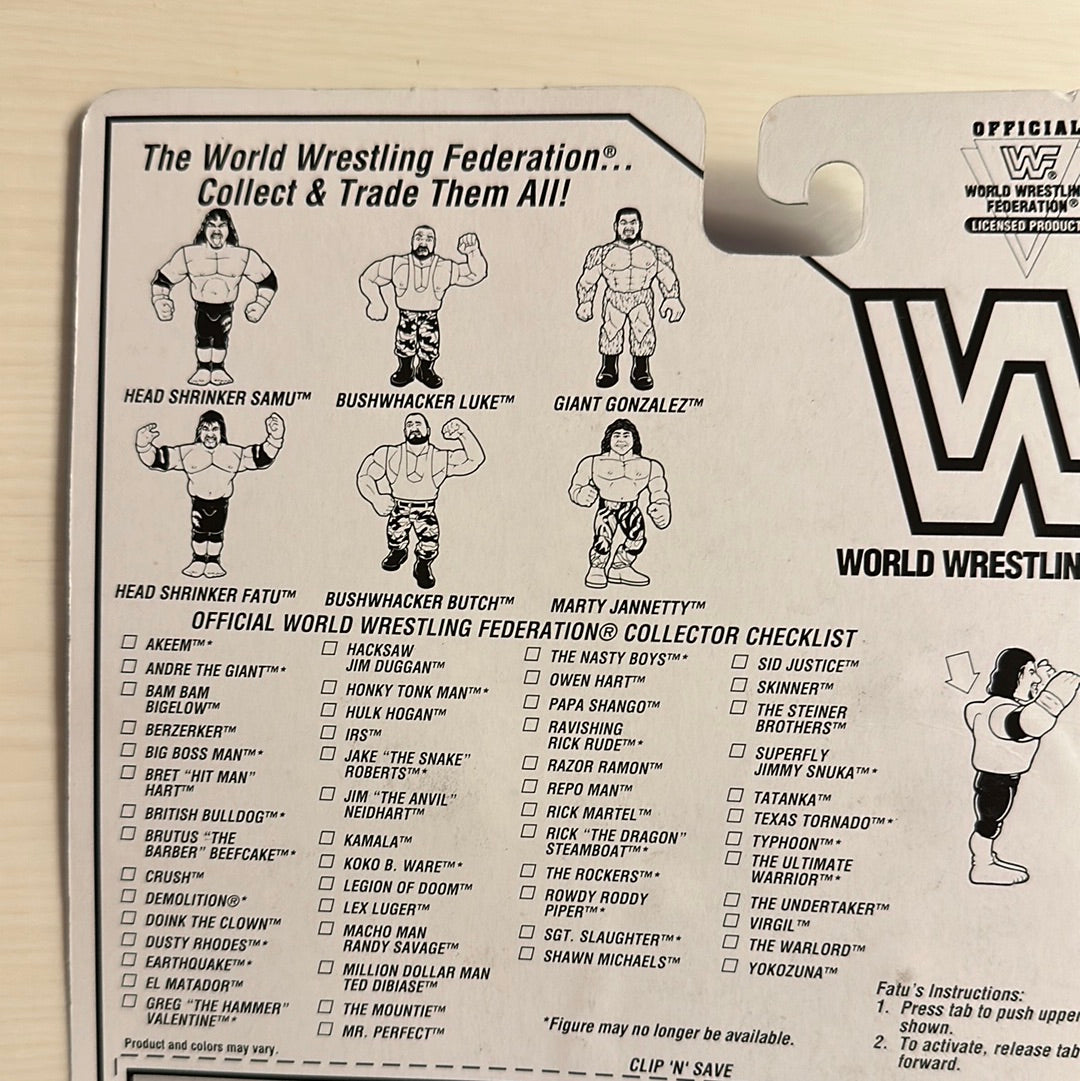 The World Wrestling Federation®...
Collect & Trade Them All!
HEAD SHRINKER SAMU™
BUSHWHACKER LUKE™
GIANT GONZALEZ™
HEAD SHRINKER FATU™
BUSHWHACKER BUTCH™
MARTY JANNETTY™
OFFICIAL WORLD WRESTLING FEDERATION® COLLECTOR CHECKLIST
AKEEM™*
ANDRE THE GIANT™*
BAM BAM
BIGELOW™
BERZERKER™
BIG BOSS MAN™*
BRET “HIT MAN”
HART™
BRITISH BULLDOG™*
BRUTUS “THE
BARBER” BEEFCAKE™*
CRUSH™
DEMOLITION®*
DOINK THE CLOWN™
DUSTY RHODES™*
EARTHQUAKE™*
EL MATADOR™
GREG “THE HAMMER”
VALENTINE™*
HACKSAW
JIM DUGGAN™
HONKY TONK MAN™*
HULK HOGAN™
IRS™
JAKE “THE SNAKE”
ROBERTS™*
JIM “THE ANVIL”
NEIDHART™
KAMALA™
KOKO B. WARE™*
LEGION OF DOOM™
LEX LUGER™
MACHO MAN
RANDY SAVAGE™
MILLION DOLLAR MAN
TED DIBIASE™
THE MOUNTIE™
MR. PERFECT™
THE NASTY BOYS™*
OWEN HART™
PAPA SHANGO™
RAVISHING
RICK RUDE™*
RAZOR RAMON™
REPO MAN™
RICK MARTEL™
RICK “THE DRAGON”
STEAMBOAT™*
THE ROCKERS™*
ROWDY RODDY
PIPER™*
SGT. SLAUGHTER™*
SHAWN MICHAELS™
SID JUSTICE™
SKINNER™
THE STEINER
BROTHERS™
SUPERFLY
JIMMY SNUKA™*
TATANKA™
TEXAS TORNADO™*
TYPHOON™*
THE ULTIMATE
WARRIOR™*
THE UNDERTAKER™
VIRGIL™
THE WARLORD™
YOKOZUNA™
*Figure may no longer be available.
Product and colors may vary.
CLIP 'N' SAVE
OFFICIAL
WF®
WORLD WRESTLIN
FEDERATION®
LICENSED PRODUCT
W
WORLD WRESTLIN
Fatu's Instructions:
1. Press tab to push upper
shown.
2. To activate, release tab
forward.